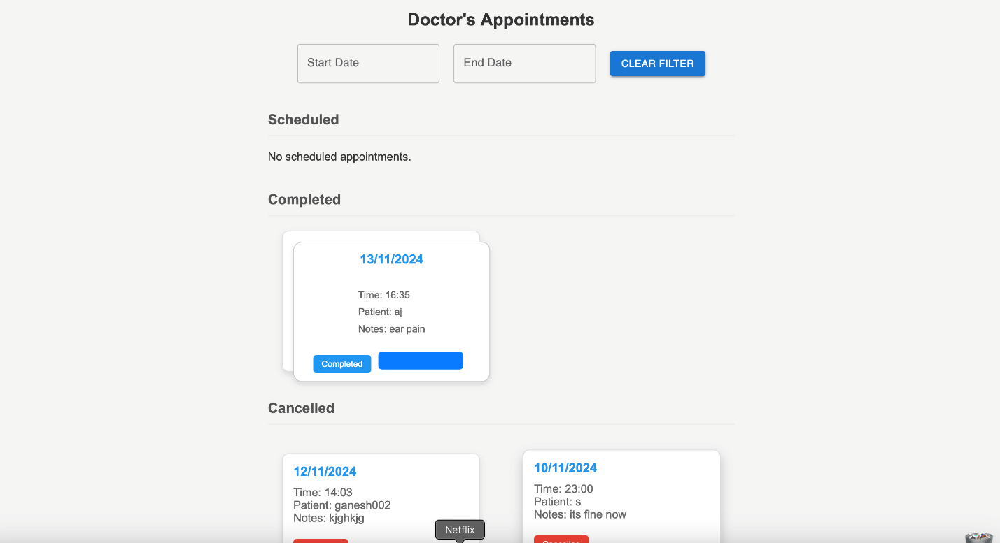 Doctor's Appointments
Start Date
End Date
CLEAR FILTER
Scheduled
No scheduled appointments.
Completed
13/11/2024
Time: 16:35
Patient: aj
Notes: ear pain
Completed
Cancelled
12/11/2024
Time: 14:03
Patient: ganesh002
Notes: kjghkjg
10/11/2024
Time: 23:00
Patient: s
Notes: its fine now
Cancelled
Netflix